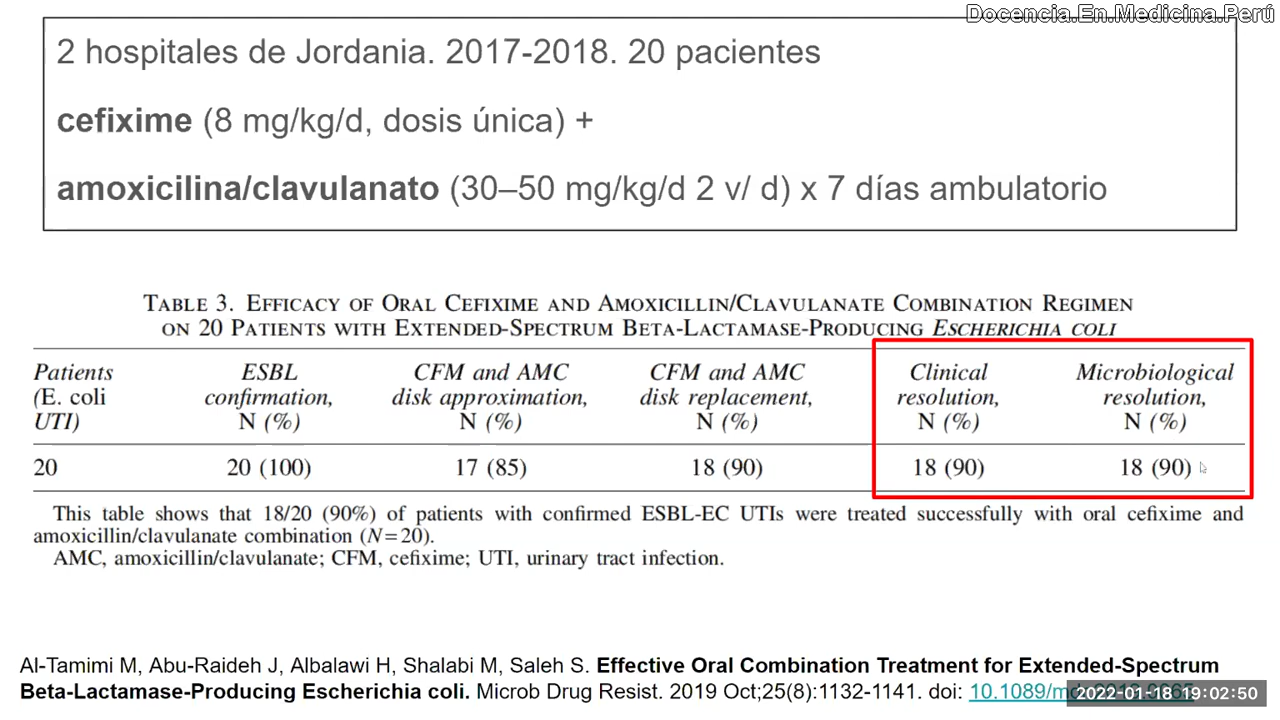 Docencia.En.Medicina.Perú
2 hospitales de Jordania. 2017-2018. 20 pacientes
cefixime (8 mg/kg/d, dosis única) +
amoxicilina/clavulanato (30–50 mg/kg/d 2 v/ d) x 7 días ambulatorio
Table 3. Efficacy of Oral Cefixime and Amoxicillin/Clavulanate Combination Regimen
on 20 Patients with Extended-Spectrum Beta-Lactamase-Producing Escherichia coli
Patients (E. coli UTI)
ESBL confirmation, N (%)
CFM and AMC disk approximation, N (%)
CFM and AMC disk replacement, N (%)
Clinical resolution, N (%)
Microbiological resolution, N (%)
20 20 (100) 17 (85) 18 (90) 18 (90) 18 (90)
This table shows that 18/20 (90%) of patients with confirmed ESBL-EC UTIs were treated successfully with oral cefixime and
amoxicillin/clavulanate combination (N=20).
AMC, amoxicillin/clavulanate; CFM, cefixime; UTI, urinary tract infection.
Al-Tamimi M, Abu-Raideh J, Albalawi H, Shalabi M, Saleh S. Effective Oral Combination Treatment for Extended-Spectrum
Beta-Lactamase-Producing Escherichia coli. Microb Drug Resist. 2019 Oct;25(8):1132-1141. doi: 10.1089/
2022-01-18 19:02:50